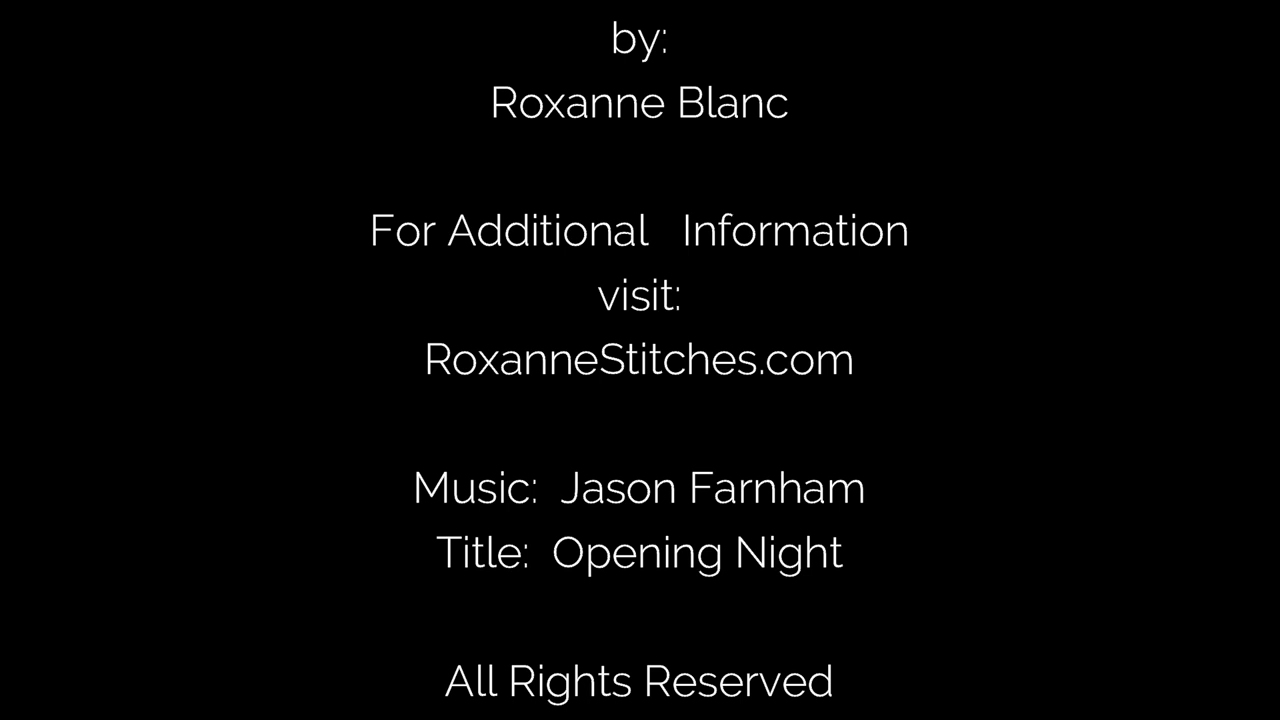 by:
Roxanne Blanc
For Additional   Information
visit:
RoxanneStitches.com
Music:  Jason Farnham
Title:  Opening Night
All Rights Reserved